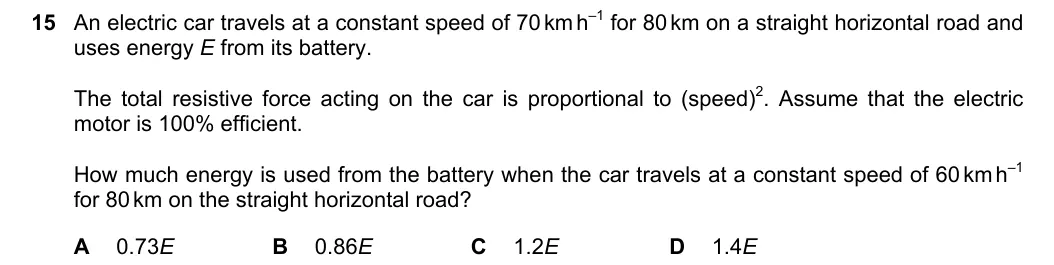 15 An electric car travels at a constant speed of 70 km h⁻¹ for 80 km on a straight horizontal road and
uses energy E from its battery.
The total resistive force acting on the car is proportional to (speed)². Assume that the electric
motor is 100% efficient.
How much energy is used from the battery when the car travels at a constant speed of 60 km h⁻¹
for 80 km on the straight horizontal road?
A 0.73E B 0.86E C 1.2E D 1.4E